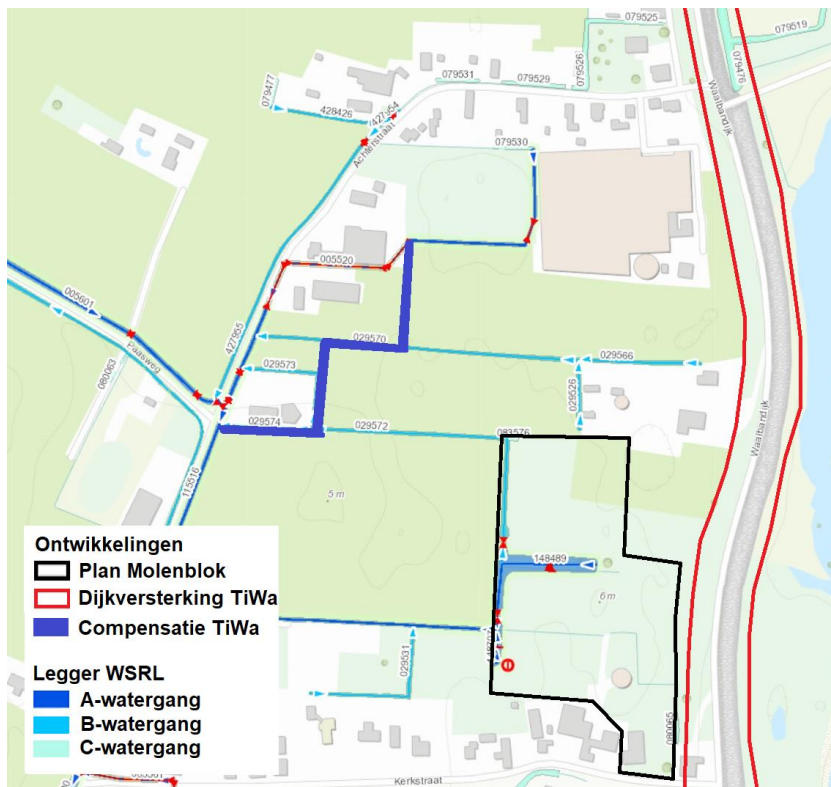 079525
079519
079526
079476
079531
079529
079477
428426
427954
Waalbandijk
Achterstraat
079530
005520
005601
427955
029570
029566
Paasweg
080063
029573
029526
029574
029572
083576
Waalbandijk
115516
5 m
148489
6 m
029531
080065
Kerkstraat
Ontwikkelingen
Plan Molenblok
Dijkversterking TiWa
Compensatie TiWa
Legger WSRL
A-watergang
B-watergang
C-watergang